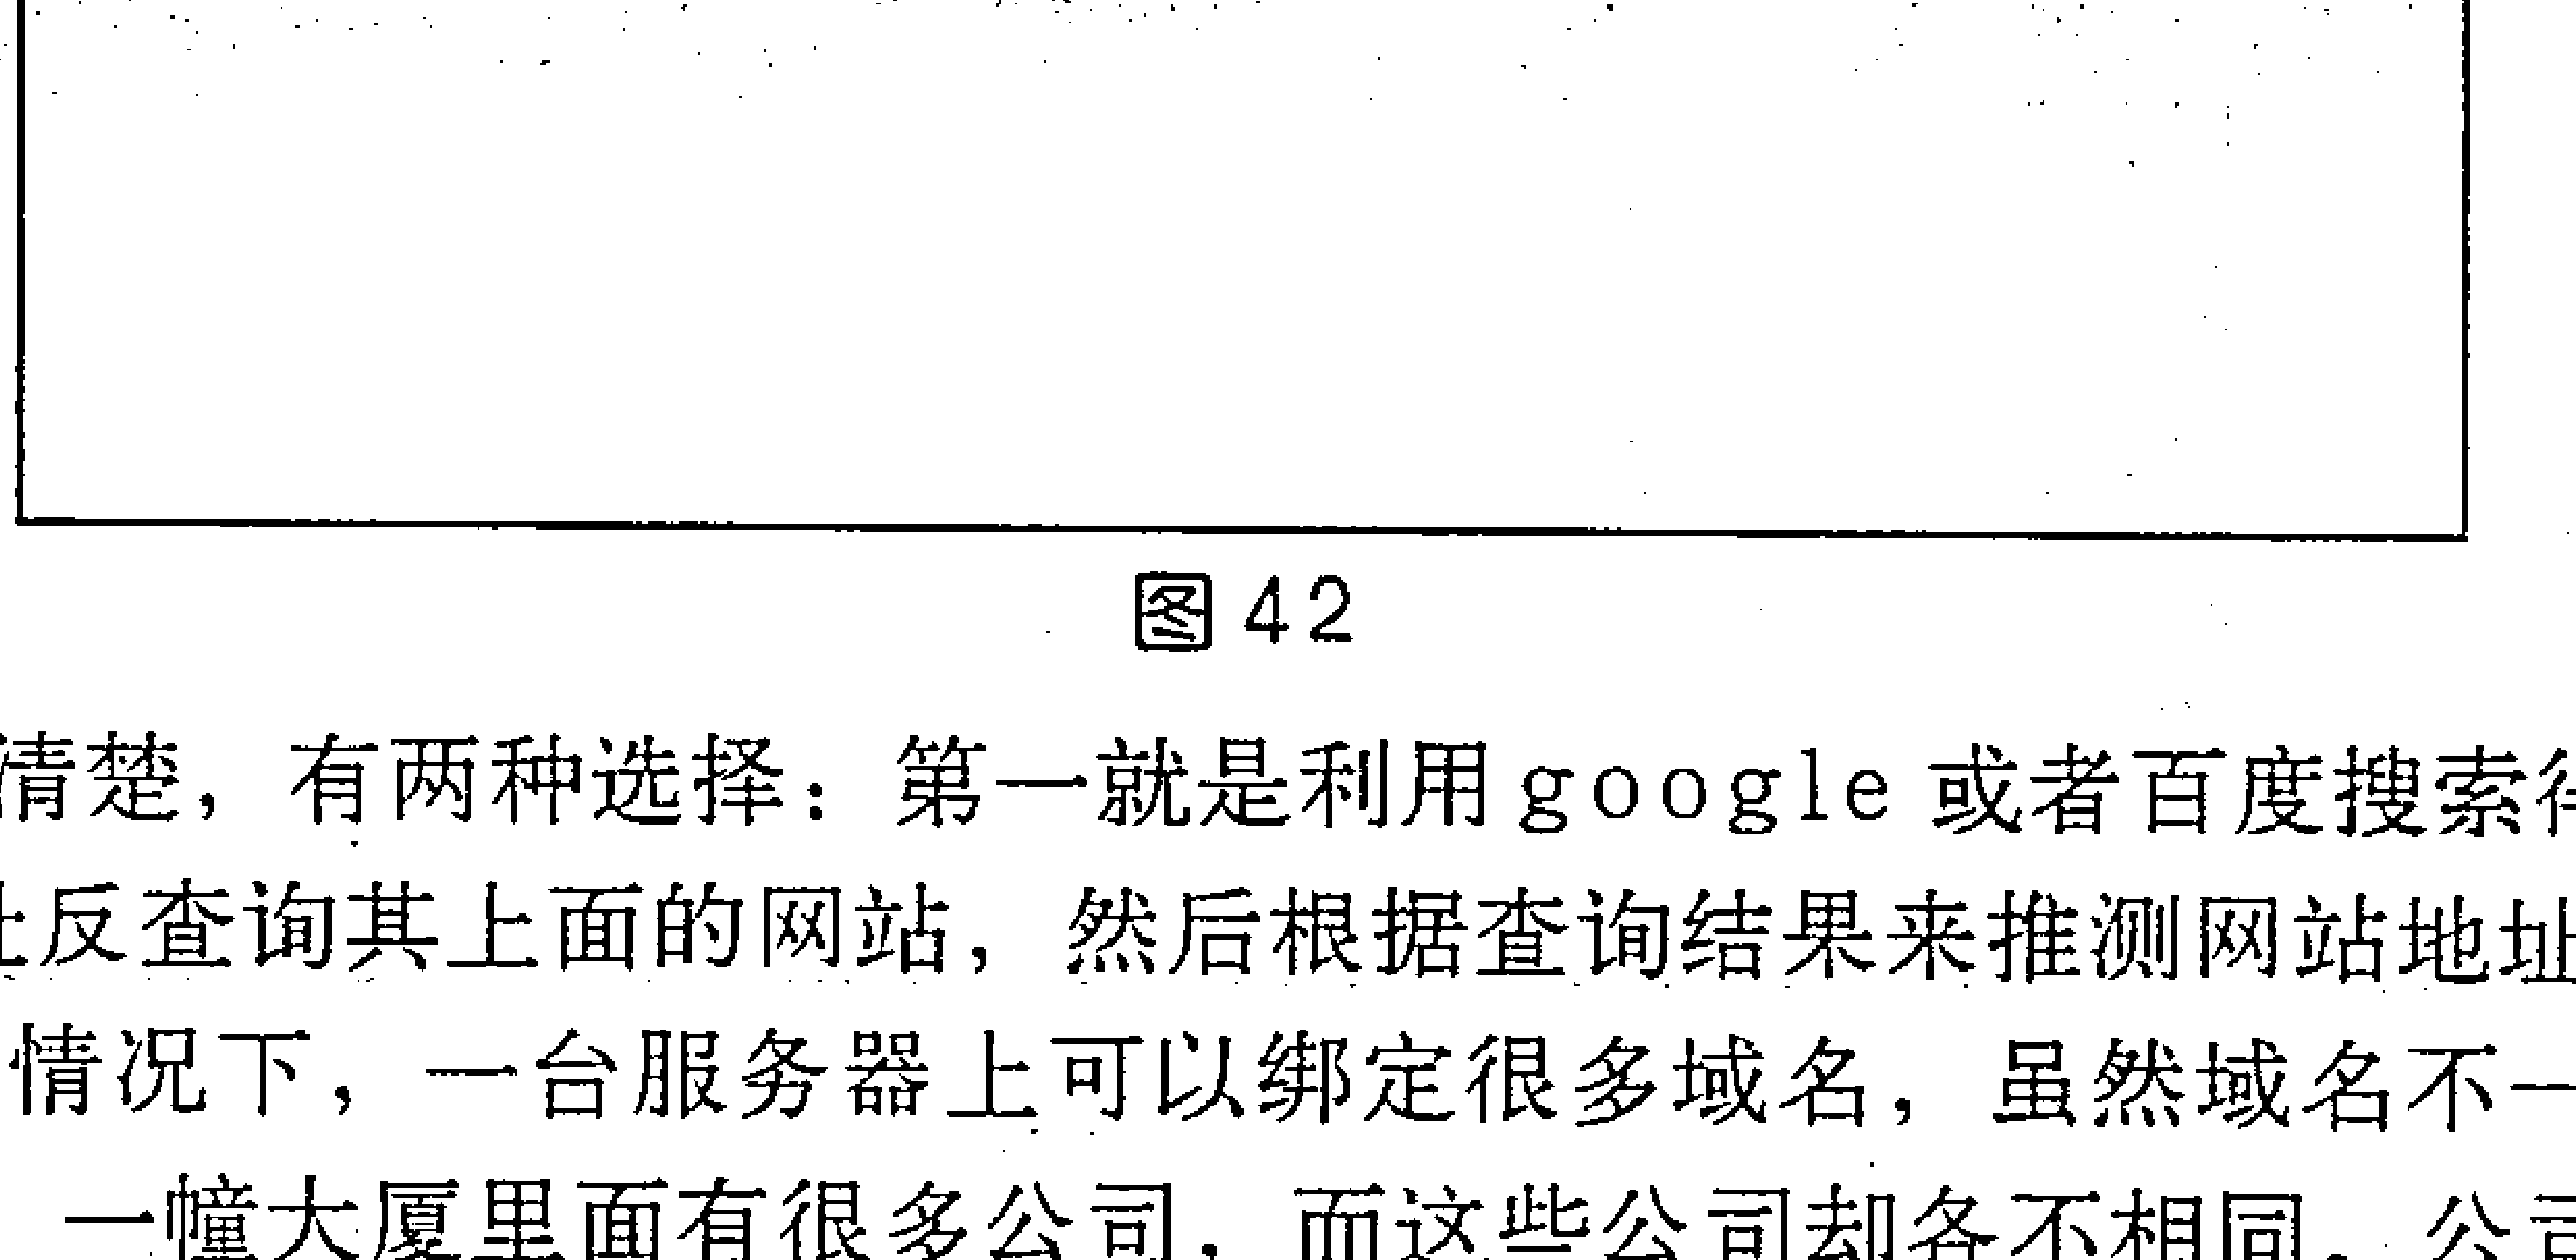 图42
清楚，有两种选择：第一就是利用google或者百度搜索
反查询其上面的网站，然后根据查询结果来推测网站地址
情况下，一台服务器上可以绑定很多域名，虽然域名不一
一幢大厦里面有很多公司，而这些公司却各不相同，公司